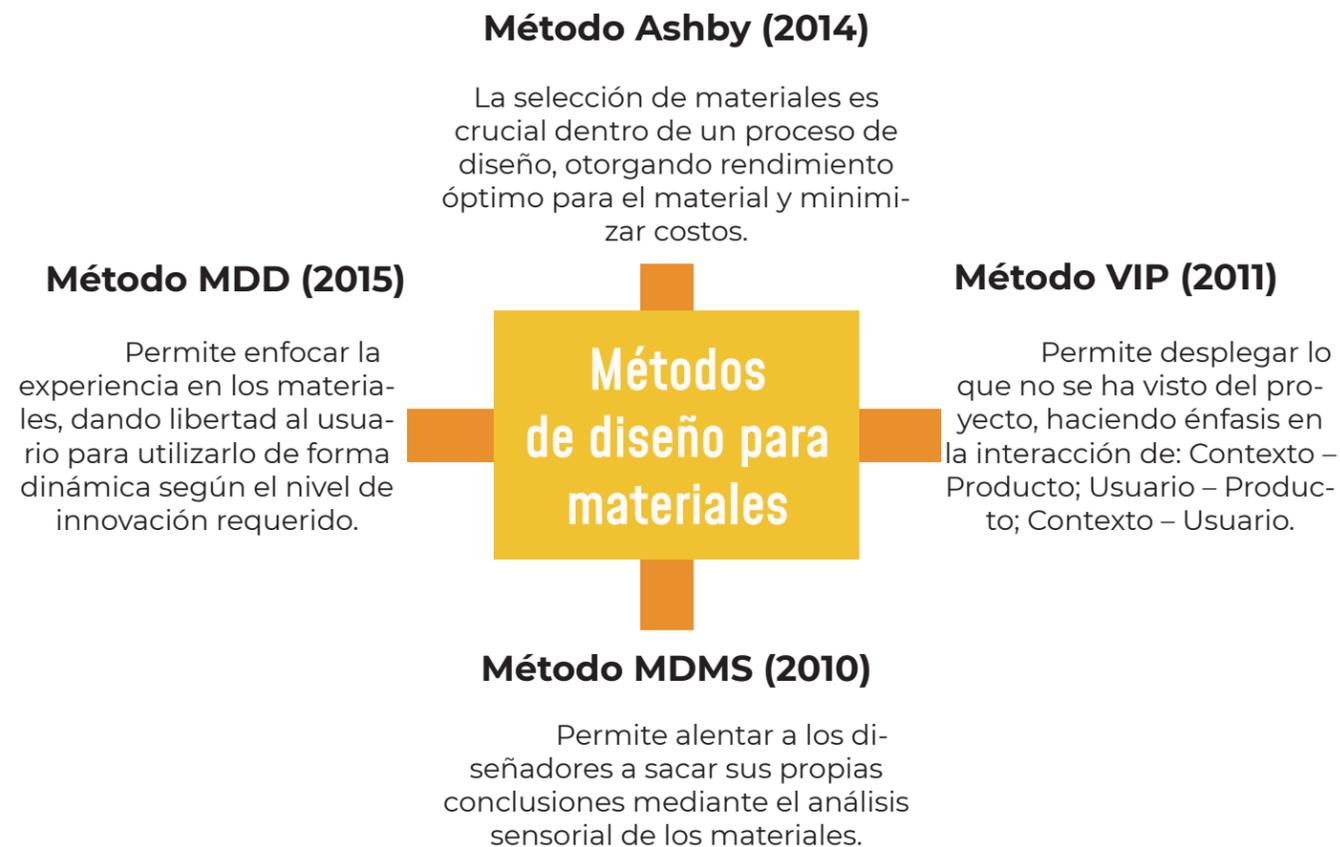 Método Ashby (2014)
La selección de materiales es
crucial dentro de un proceso de
diseño, otorgando rendimiento
óptimo para el material y minimi-
zar costos.
Método MDD (2015)
Permite enfocar la
experiencia en los materia-
les, dando libertad al usua-
rio para utilizarlo de forma
dinámica según el nivel de
innovación requerido.
Métodos
de diseño para
materiales
Método VIP (2011)
Permite desplegar lo
que no se ha visto del pro-
yecto, haciendo énfasis en
la interacción de: Contexto –
Producto; Usuario – Produc-
to; Contexto – Usuario.
Método MDMS (2010)
Permite alentar a los di-
señadores a sacar sus propias
conclusiones mediante el análisis
sensorial de los materiales.